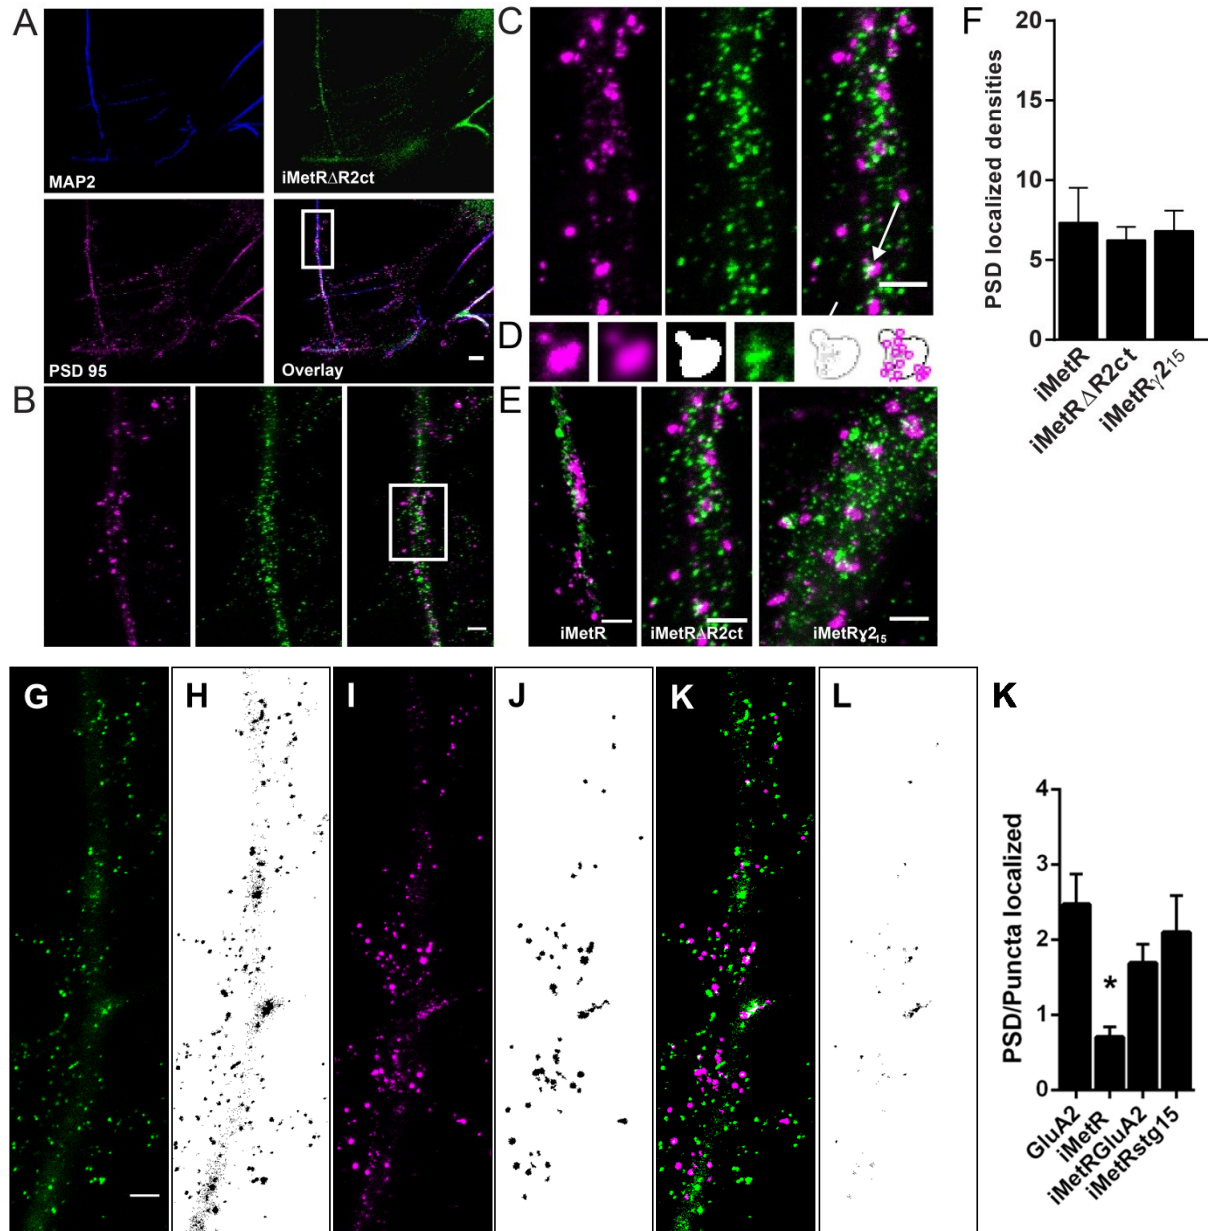 A
MAP2
iMetRΔR2ct
PSD 95
Overlay
B
C
D
E
iMetR
iMetRΔR2ct
iMetRɣ2₁₅
F
PSD localized densities
20
15
10
5
0
iMetR
iMetRΔR2ct
iMetRγ2₁₅
G
H
I
J
K
L
K
PSD/Puncta localized
4
3
2
1
0
*
GluA2
iMetR
iMetRGluA2
iMetRstg15